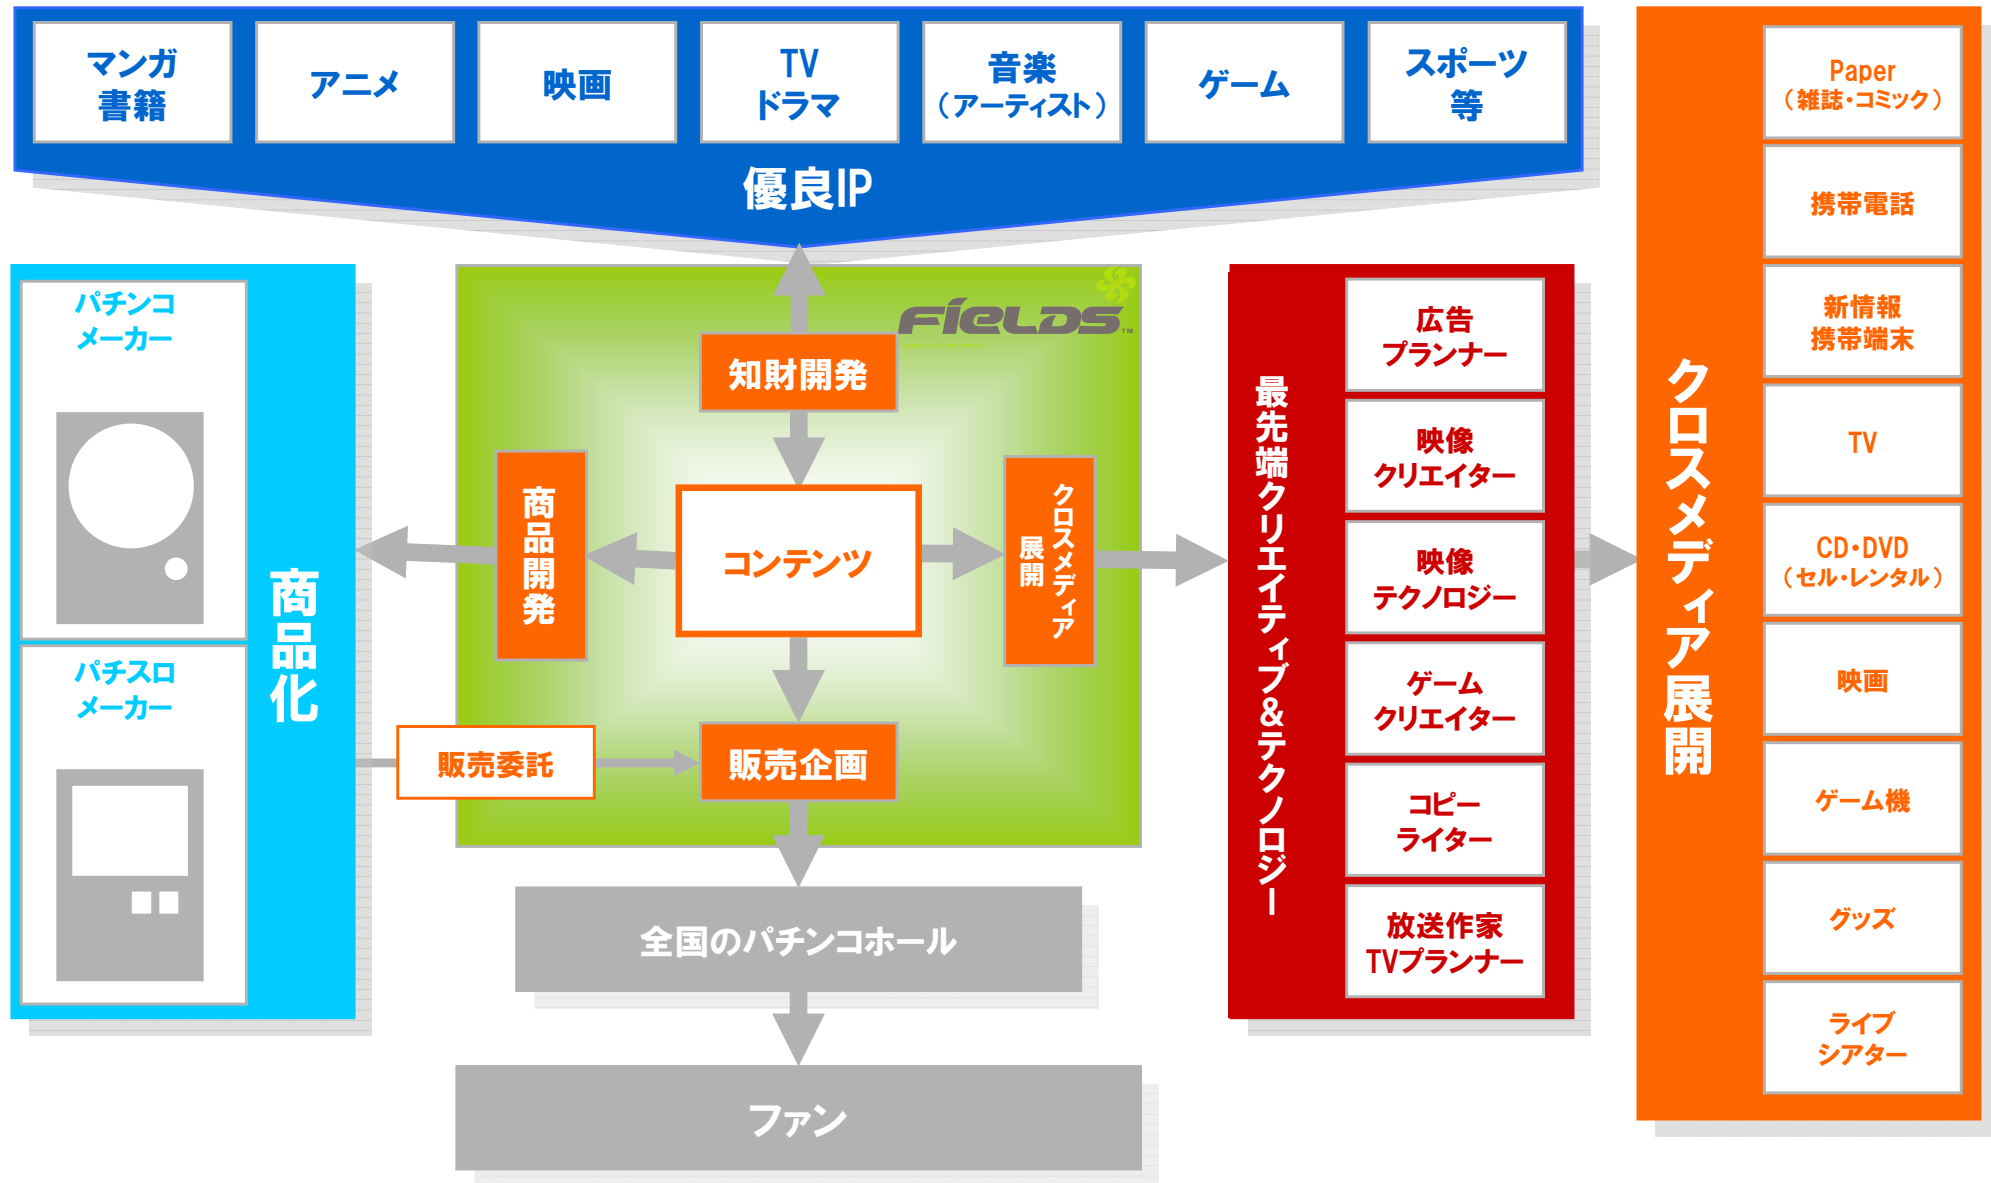 マンガ
書籍
アニメ
映画
TV
ドラマ
音楽
（アーティスト）
ゲーム
スポーツ
等
優良IP
パチンコ
メーカー
パチスロ
メーカー
商品化
FIELDS™
知財開発
商品開発
コンテンツ
クロスメディア
展開
販売委託
販売企画
全国のパチンコホール
ファン
最先端クリエイティブ&テクノロジー
広告
プランナー
映像
クリエイター
映像
テクノロジー
ゲーム
クリエイター
コピー
ライター
放送作家
TVプランナー
クロスメディア展開
Paper
（雑誌・コミック）
携帯電話
新情報
携帯端末
TV
CD・DVD
（セル・レンタル）
映画
ゲーム機
グッズ
ライブ
シアター